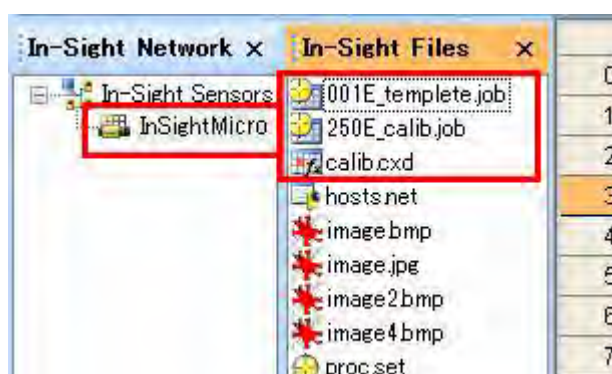 In-Sight Network ×
In-Sight Files ×
In-Sight Sensors
InSightMicro
001E_templete.job
250E_calib.job
calib.cxd
hosts.net
image.bmp
image.jpg
image2.bmp
image4.bmp
proc.set
0
1
2
3
4
5
6
7